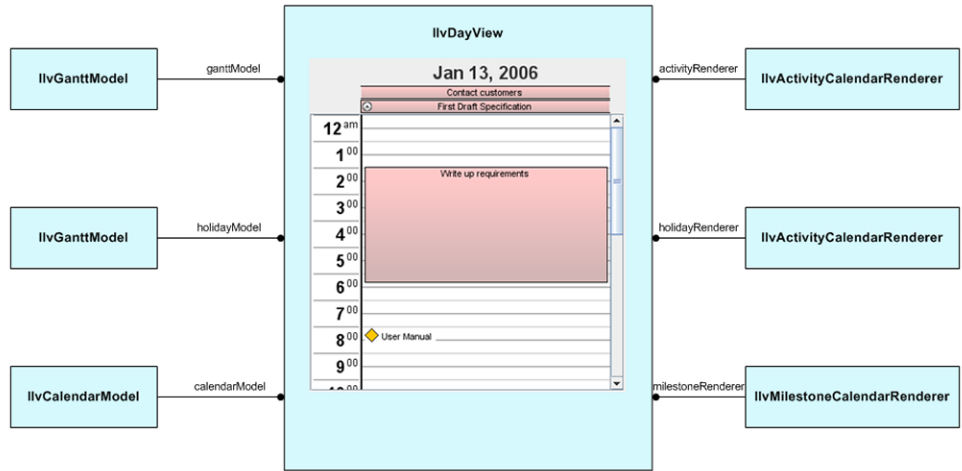 IlvDayView
IlvGanttModel
ganttModel
activityRenderer
IlvActivityCalendarRenderer
Jan 13, 2006
Contact customers
First Draft Specification
12 am
1 00
Write up requirements
2 00
3 00
IlvGanttModel
holidayModel
holidayRenderer
IlvActivityCalendarRenderer
4 00
5 00
6 00
7 00
User Manual
8 00
9 00
IlvCalendarModel
calendarModel
milestoneRenderer
IlvMilestoneCalendarRenderer